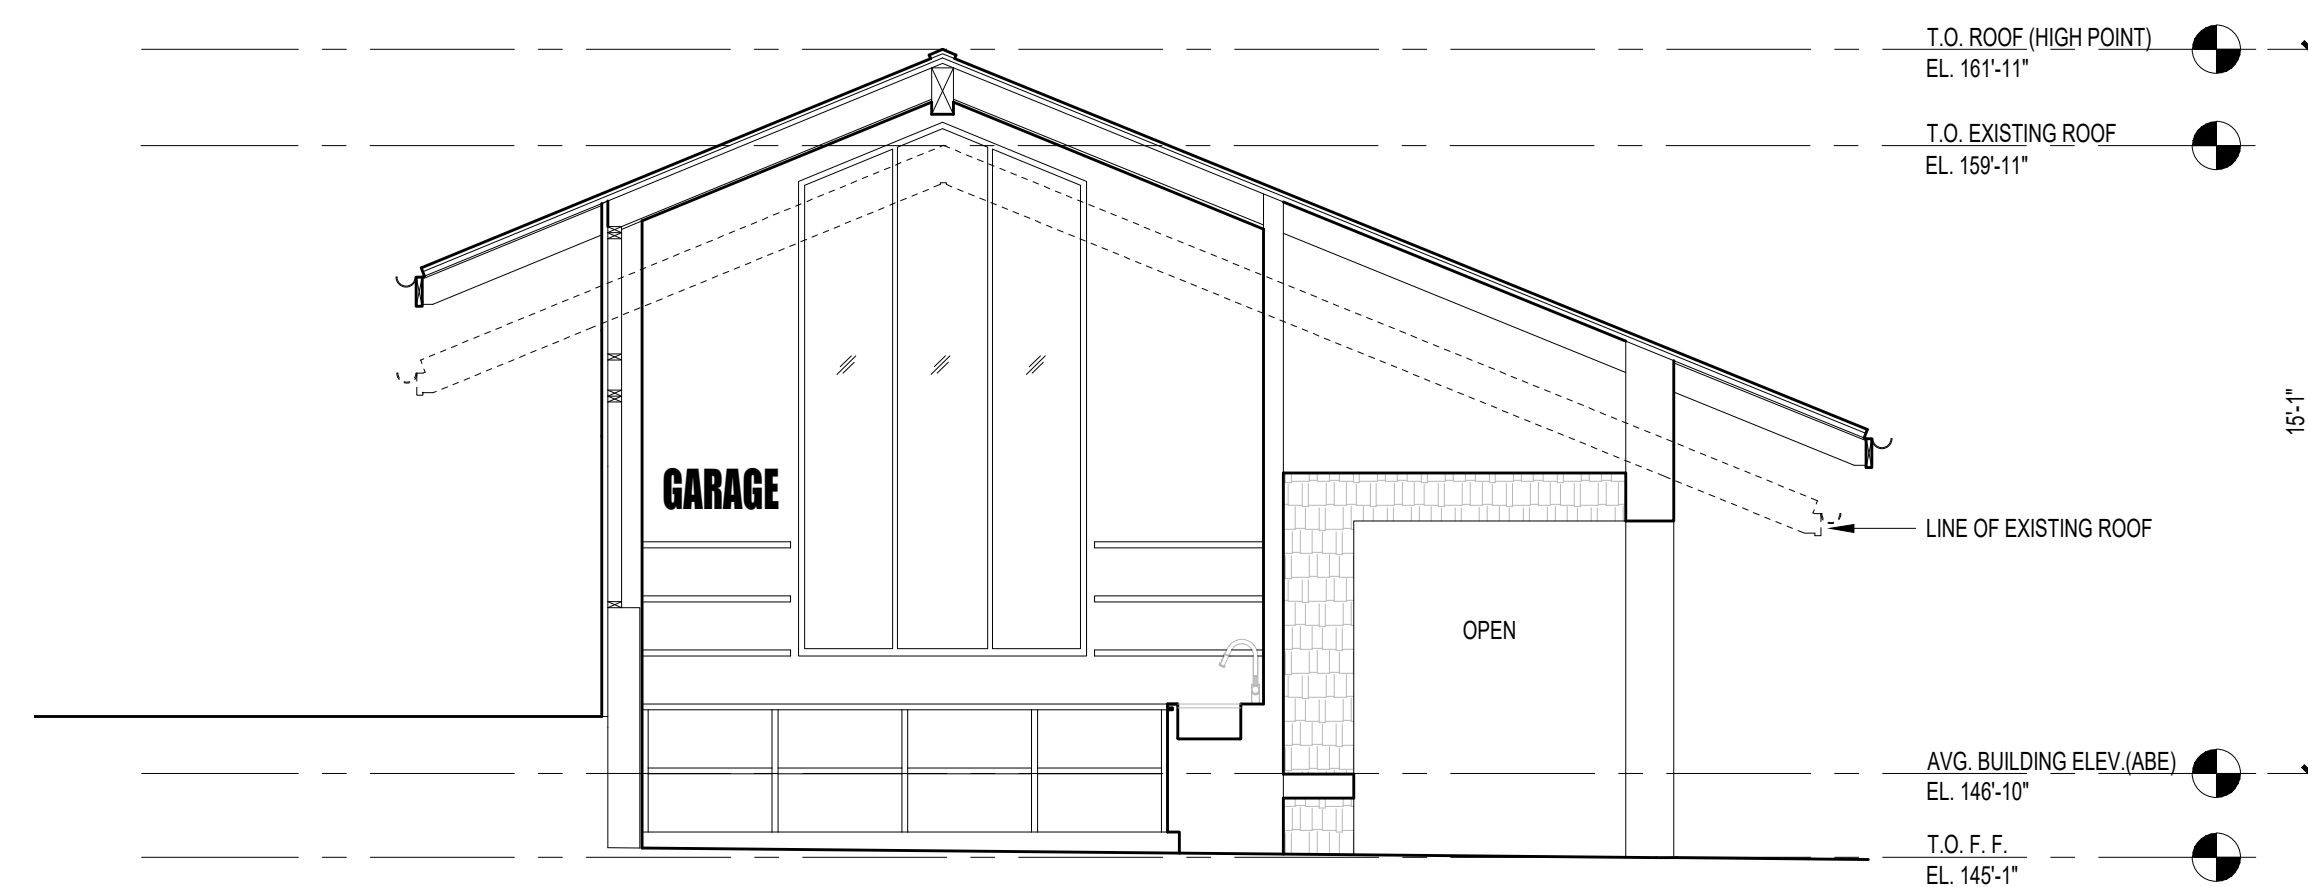 T.O. ROOF (HIGH POINT)
EL. 161'-11"
T.O. EXISTING ROOF
EL. 159'-11"
15'-1"
GARAGE
LINE OF EXISTING ROOF
OPEN
AVG. BUILDING ELEV.(ABE)
EL. 146'-10"
T.O. F. F.
EL. 145'-1"